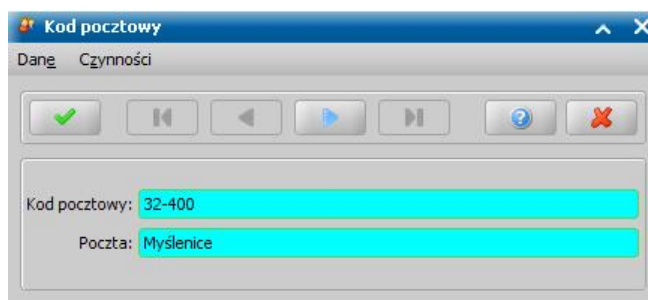 Kod pocztowy
Dane Czynności
Kod pocztowy: 32-400
Poczta: Myślenice